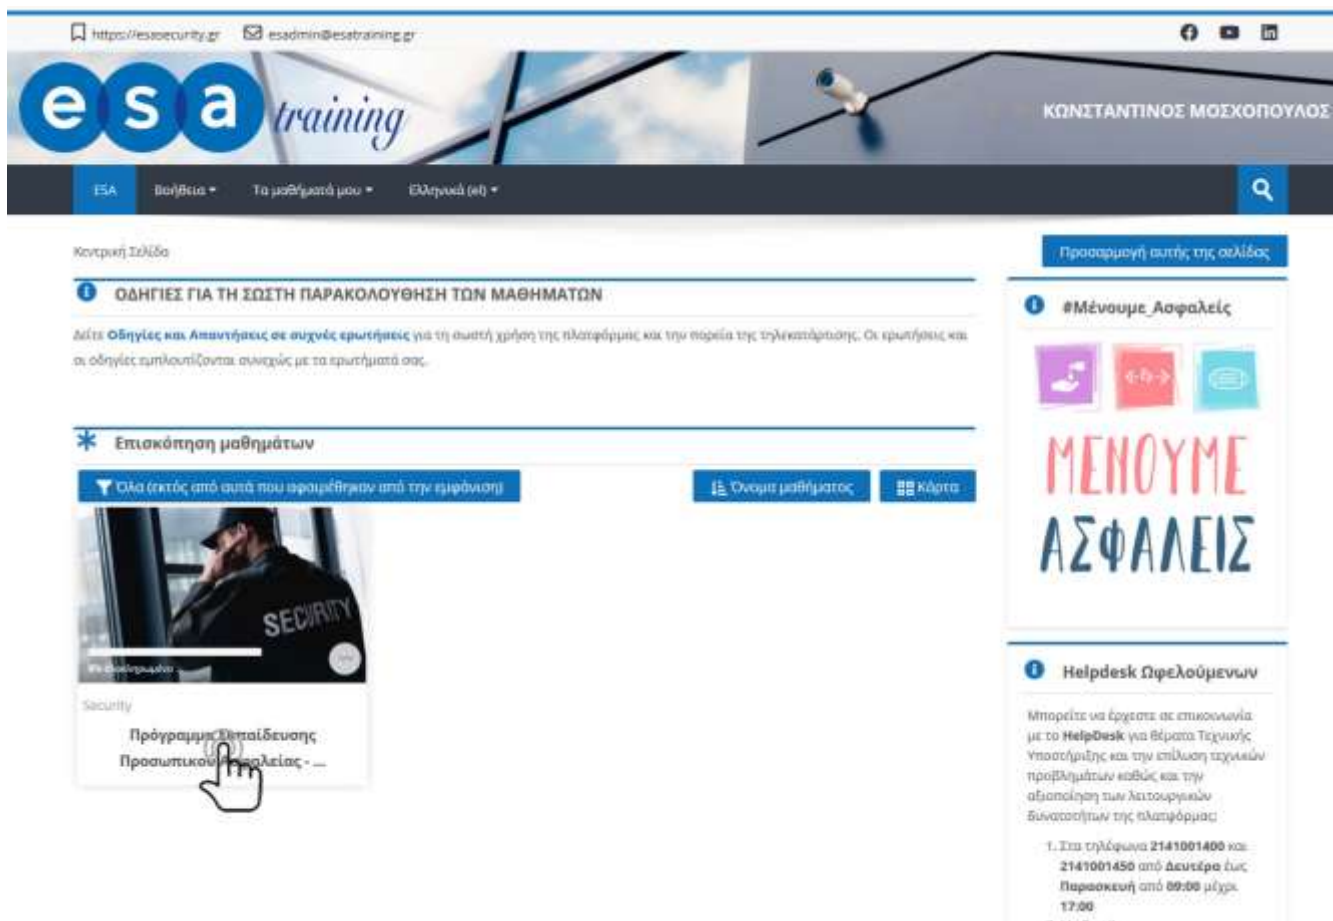 https://esasecurity.gr esadmin@esatraining.gr
esa training
ΚΩΝΣΤΑΝΤΙΝΟΣ ΜΟΣΧΟΠΟΥΛΟΣ
ESA Βοήθεια Τα μαθήματά μου Ελληνικά (el)
Κεντρική Σελίδα
Προσαρμογή αυτής της σελίδας
ΟΔΗΓΙΕΣ ΓΙΑ ΤΗ ΣΩΣΤΗ ΠΑΡΑΚΟΛΟΥΘΗΣΗ ΤΩΝ ΜΑΘΗΜΑΤΩΝ
Δείτε Οδηγίες και Απαντήσεις σε συχνές ερωτήσεις για τη σωστή χρήση της πλατφόρμας και την πορεία της τηλεκατάρτισης. Οι ερωτήσεις και
οι οδηγίες εμπλουτίζονται συνεχώς με τα ερωτήματά σας.
Επισκόπηση μαθημάτων
Όλα (εκτός από αυτά που αφαιρέθηκαν από την εμφάνιση) Όνομα μαθήματος Κάρτα
SECURITY
Security
Πρόγραμμα Εκπαίδευσης
Προσωπικού Ασφαλείας - ...
#Μένουμε_Ασφαλείς
ΜΕΝΟΥΜΕ
ΑΣΦΑΛΕΙΣ
Helpdesk Ωφελούμενων
Μπορείτε να έρχεστε σε επικοινωνία
με το HelpDesk για θέματα Τεχνικής
Υποστήριξης και την επίλυση τεχνικών
προβλημάτων καθώς και την
αξιοποίηση των λειτουργικών
δυνατοτήτων της πλατφόρμας:
1. Στα τηλέφωνα 2141001400 και
2141001450 από Δευτέρα έως
Παρασκευή από 09:00 μέχρι
17:00